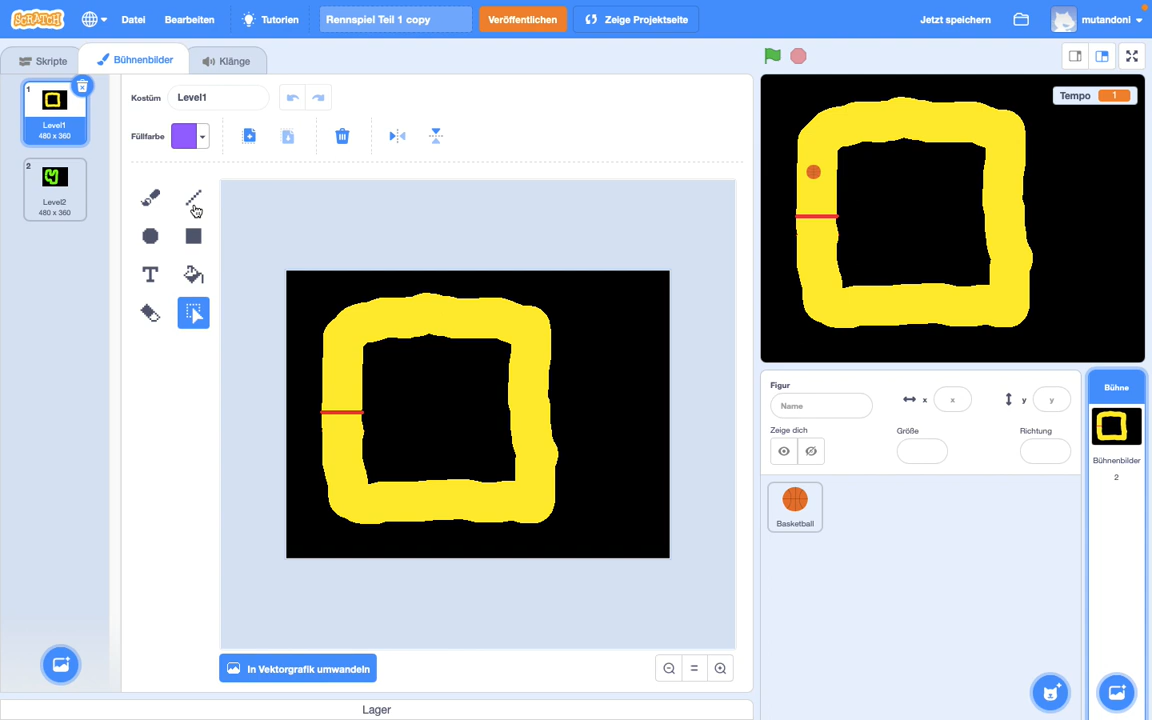 SCRATCH
Datei
Bearbeiten
Tutorien
Rennspiel Teil 1 copy
Veröffentlichen
Zeige Projektseite
Jetzt speichern
mutandoni
Skripte
Bühnenbilder
Klänge
1
Level1
480 x 360
2
Level2
480 x 360
Kostüm
Level1
Füllfarbe
T
In Vektorgrafik umwandeln
=
Lager
Tempo
1
Figur
Name
x
x
y
y
Zeige dich
Größe
Richtung
Basketball
Bühne
Bühnenbilder
2